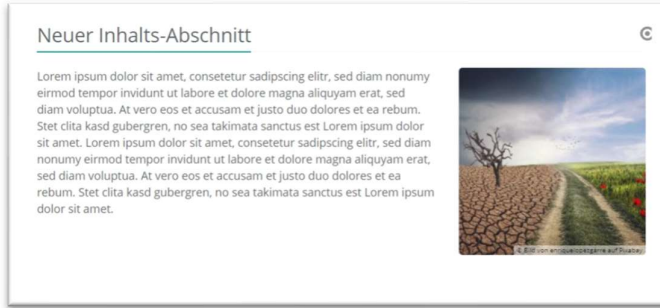 Neuer Inhalts-Abschnitt
Lorem ipsum dolor sit amet, consetetur sadipscing elitr, sed diam nonumy
eirmod tempor invidunt ut labore et dolore magna aliquyam erat, sed
diam voluptua. At vero eos et accusam et justo duo dolores et ea rebum.
Stet clita kasd gubergren, no sea takimata sanctus est Lorem ipsum dolor
sit amet. Lorem ipsum dolor sit amet, consetetur sadipscing elitr, sed diam
nonumy eirmod tempor invidunt ut labore et dolore magna aliquyam erat,
sed diam voluptua. At vero eos et accusam et justo duo dolores et ea
rebum. Stet clita kasd gubergren, no sea takimata sanctus est Lorem ipsum
dolor sit amet.
© Bild von enriquelopezgarre auf Pixabay